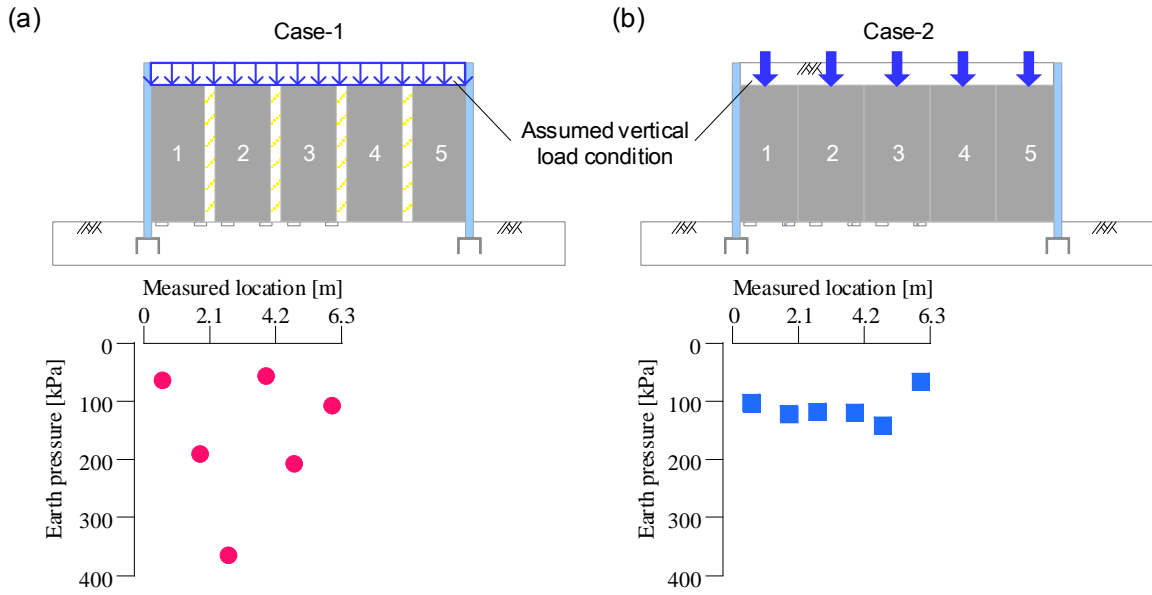 (a)
Case-1
(b)
Case-2
1
2
3
4
5
Assumed vertical
load condition
1
2
3
4
5
Measured location [m]
0
2.1
4.2
6.3
Earth pressure [kPa]
0
100
200
300
400
Measured location [m]
0
2.1
4.2
6.3
Earth pressure [kPa]
0
100
200
300
400